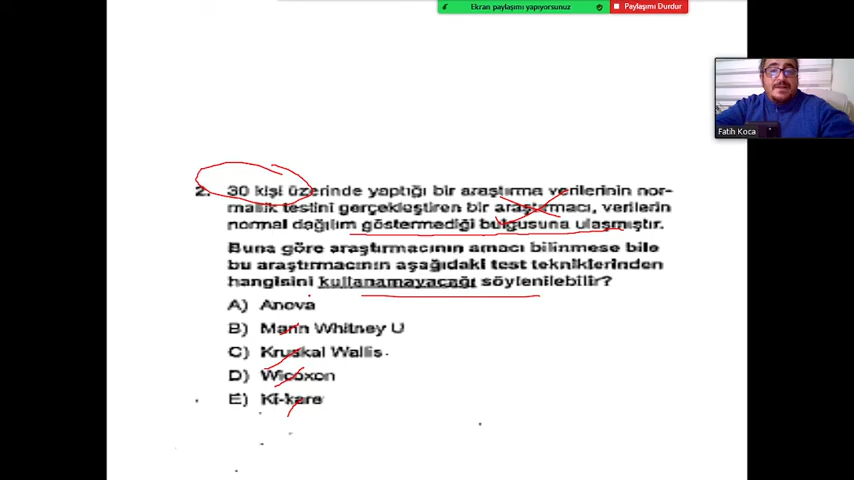 Ekran paylaşımı yapıyorsunuz
Paylaşımı Durdur
Fatih Koca
2. 30 kişi üzerinde yaptığı bir araştırma verilerinin nor-
mallik testini gerçekleştiren bir araştırmacı, verilerin
normal dağılım göstermediği bulgusuna ulaşmıştır.
Buna göre araştırmacının amacı bilinmese bile
bu araştırmacının aşağıdaki test tekniklerinden
hangisini kullanamayacağı söylenilebilir?
A) Anova
B) Mann Whitney U
C) Kruskal Wallis
D) Wicoxon
E) Ki-kare